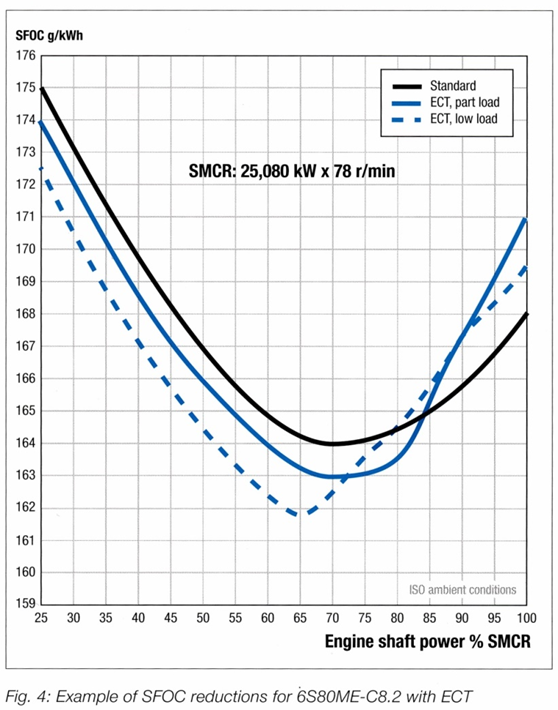 SFOC g/kWh
176
175
174
173
172
171
170
169
168
167
166
165
164
163
162
161
160
159
Standard
ECT, part load
ECT, low load
SMCR: 25,080 kW x 78 r/min
ISO ambient conditions
25 30 35 40 45 50 55 60 65 70 75 80 85 90 95 100
Engine shaft power % SMCR
Fig. 4: Example of SFOC reductions for 6S80ME-C8.2 with ECT